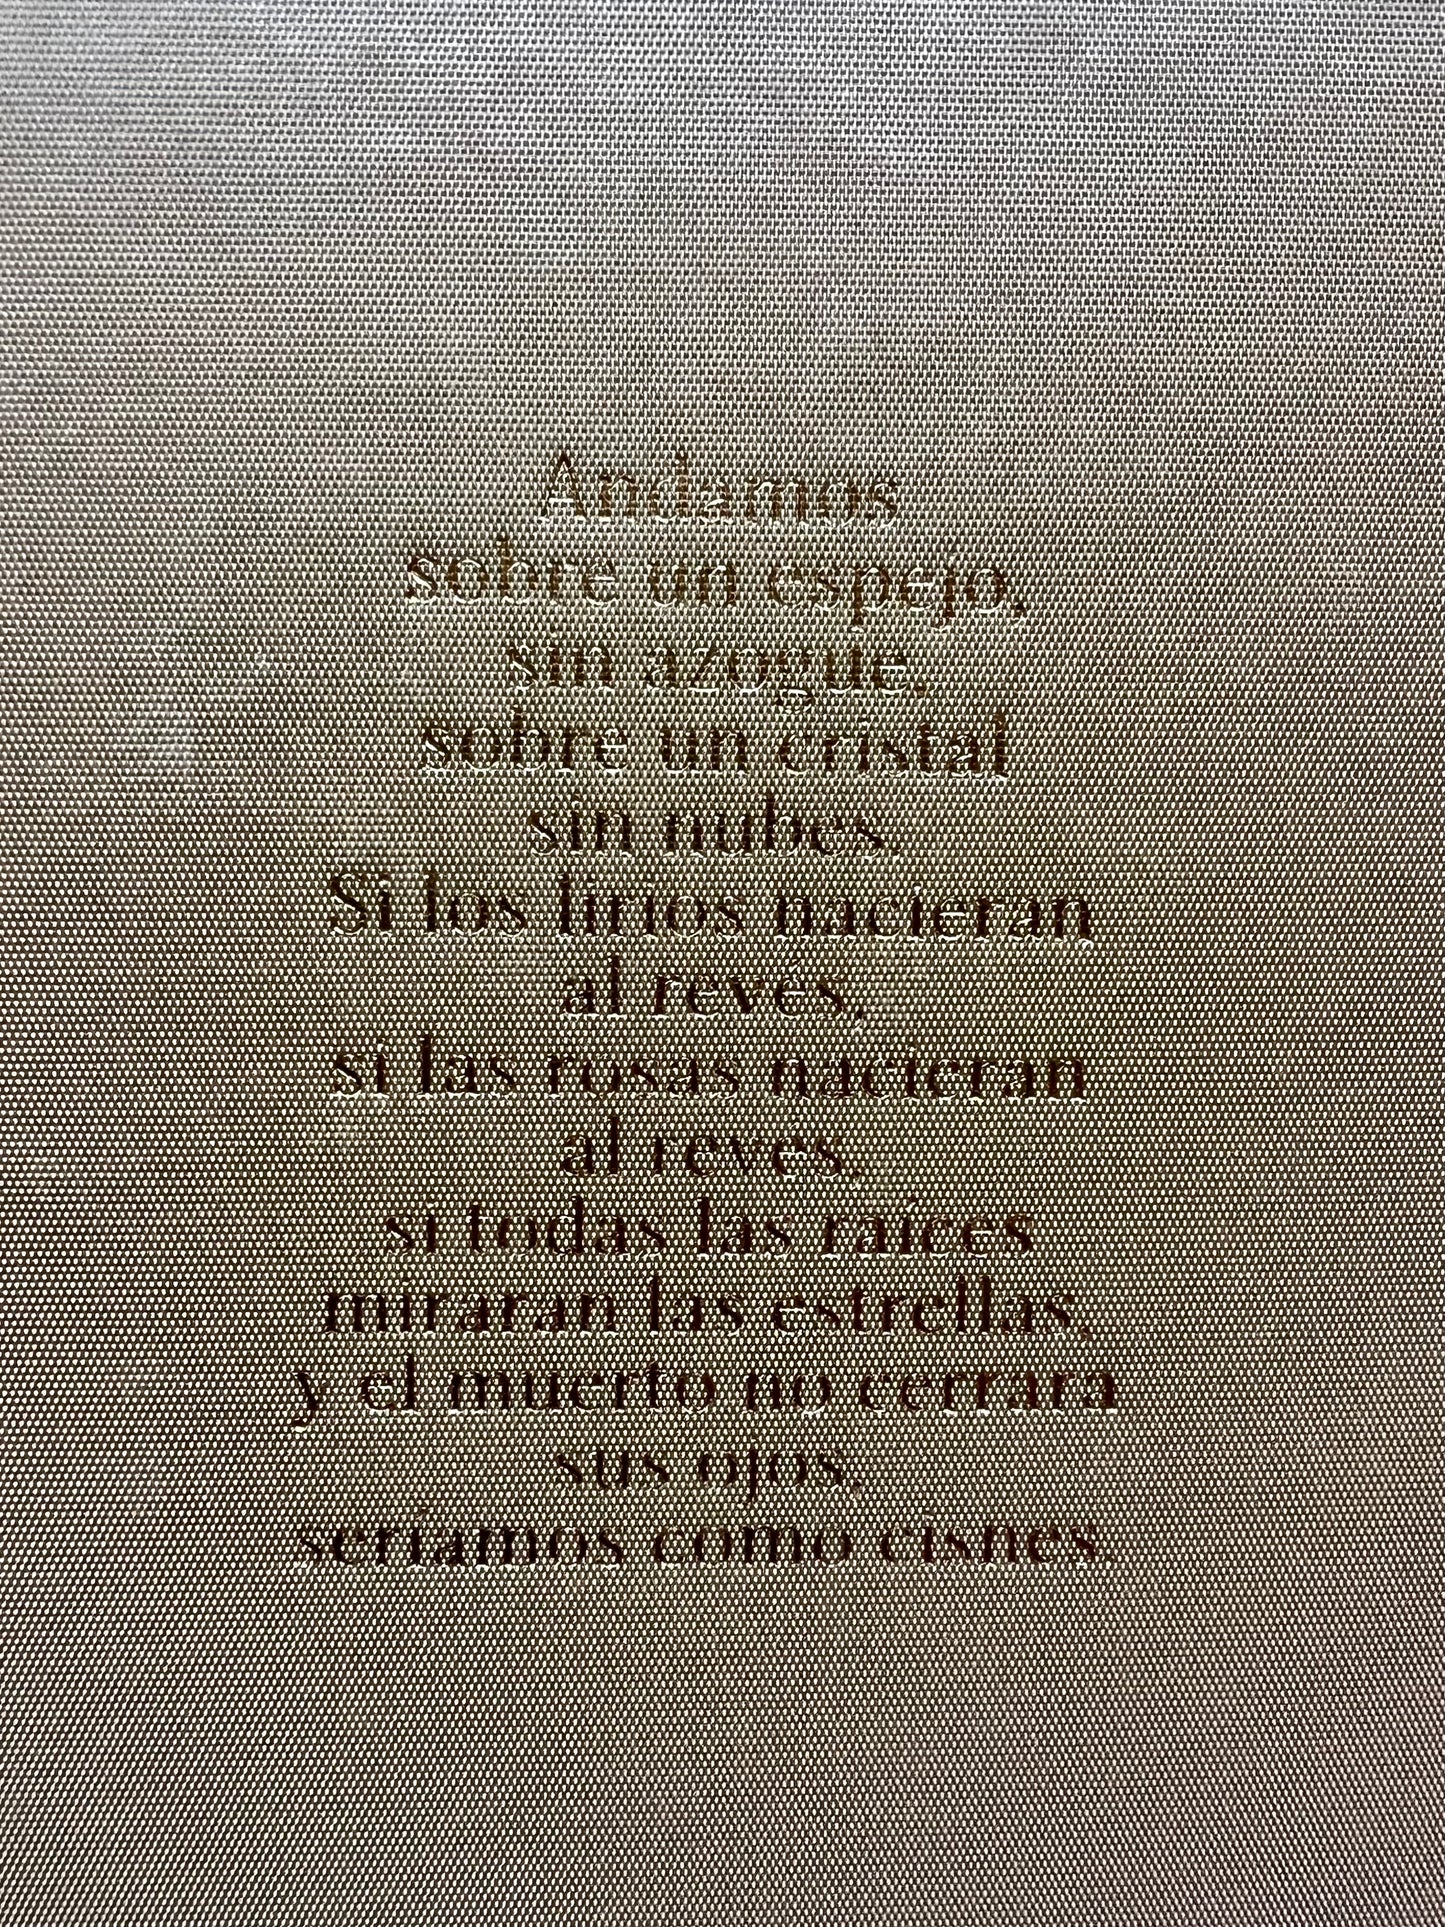 Andamos
sobre un espejo,
sin azogue,
sobre un cristal
sin nubes.
Si los lirios nacieran
al revés,
si las rosas nacieran
al revés,
si todas las raíces
miraran las estrellas,
y el muerto no cerrara
sus ojos,
seríamos como cisnes.